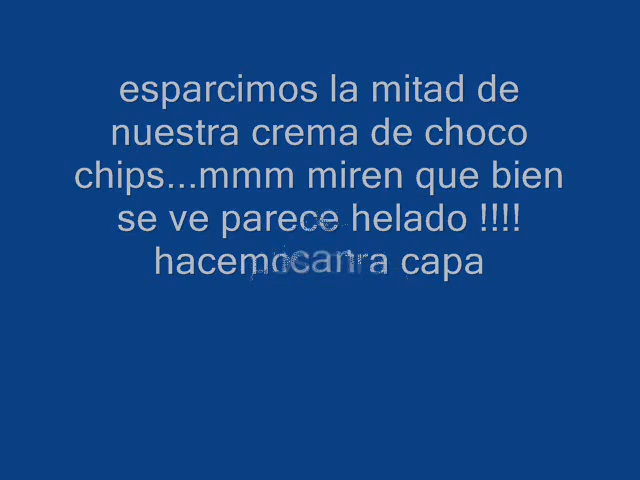 esparcimos la mitad de
nuestra crema de choco
chips...mmm miren que bien
se ve parece helado !!!!
capa